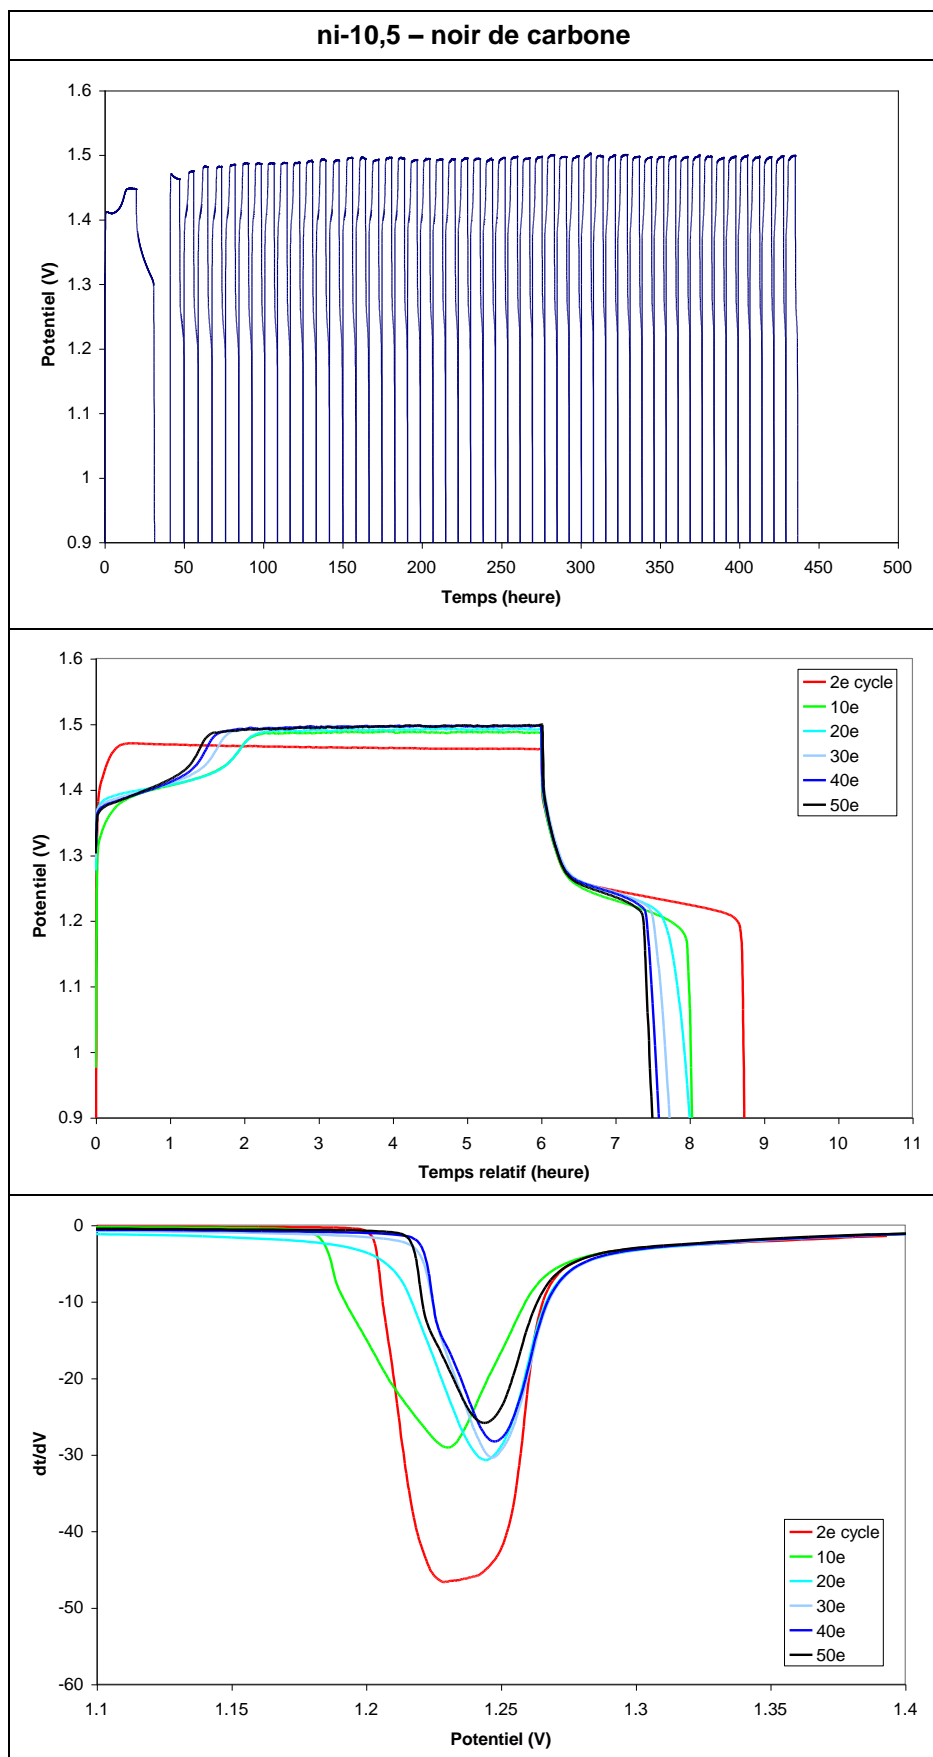 ni-10,5 – noir de carbone
1.6
1.5
1.4
1.3
1.2
1.1
1
0.9
Potentiel (V)
0 50 100 150 200 250 300 350 400 450 500
Temps (heure)
1.6
1.5
1.4
1.3
1.2
1.1
1
0.9
Potentiel (V)
2e cycle
10e
20e
30e
40e
50e
0 1 2 3 4 5 6 7 8 9 10 11
Temps relatif (heure)
0
-10
-20
-30
-40
-50
-60
dt/dV
2e cycle
10e
20e
30e
40e
50e
1.1 1.15 1.2 1.25 1.3 1.35 1.4
Potentiel (V)